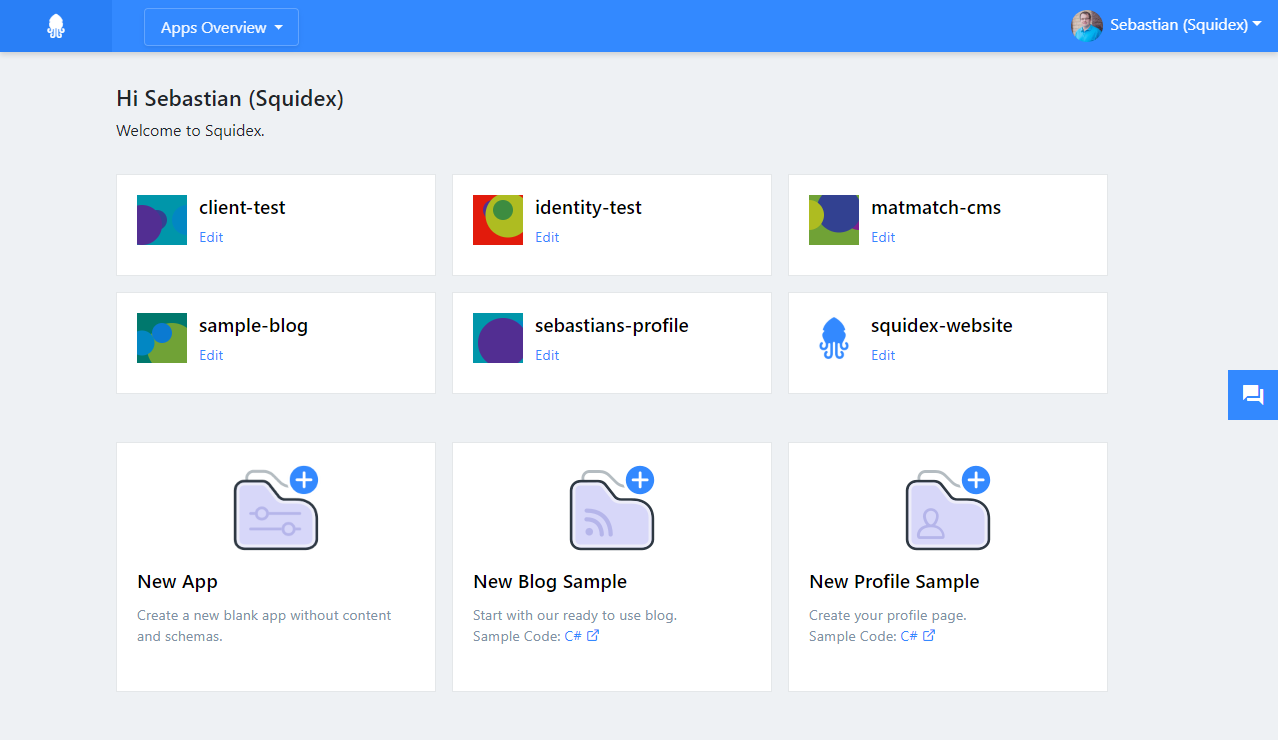 Apps Overview
Sebastian (Squidex)
Hi Sebastian (Squidex)
Welcome to Squidex.
client-test
Edit
identity-test
Edit
matmatch-cms
Edit
sample-blog
Edit
sebastians-profile
Edit
squidex-website
Edit
New App
Create a new blank app without content
and schemas.
New Blog Sample
Start with our ready to use blog.
Sample Code: C#
New Profile Sample
Create your profile page.
Sample Code: C#